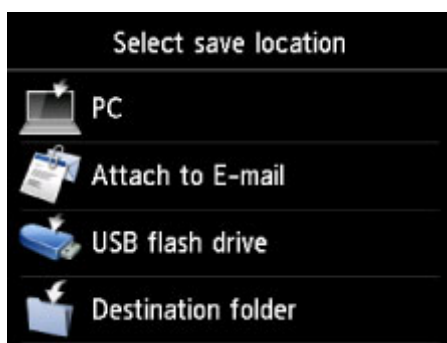 Select save location
PC
Attach to E-mail
USB flash drive
Destination folder